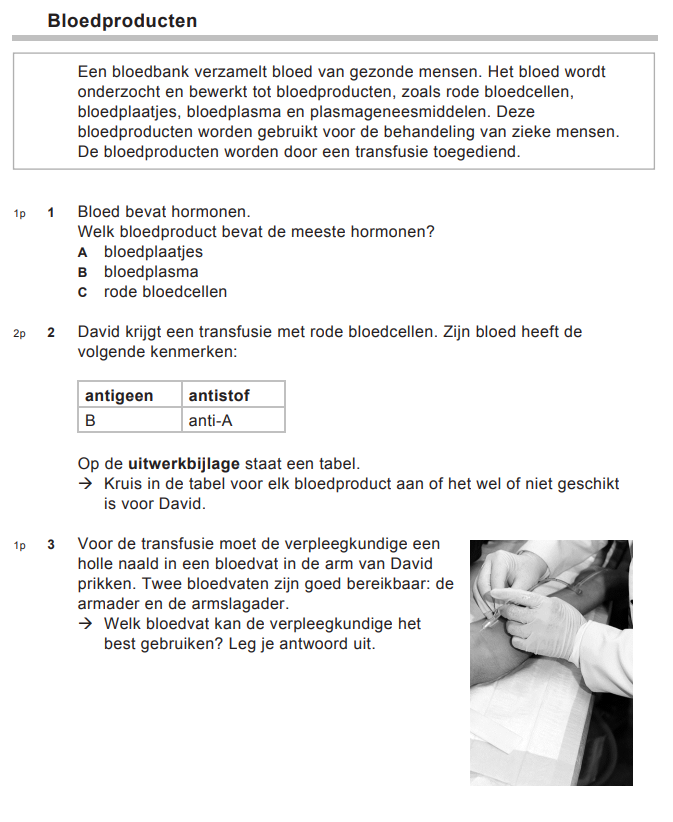 Bloedproducten
Een bloedbank verzamelt bloed van gezonde mensen. Het bloed wordt
onderzocht en bewerkt tot bloedproducten, zoals rode bloedcellen,
bloedplaatjes, bloedplasma en plasmageneesmiddelen. Deze
bloedproducten worden gebruikt voor de behandeling van zieke mensen.
De bloedproducten worden door een transfusie toegediend.
1p 1 Bloed bevat hormonen.
Welk bloedproduct bevat de meeste hormonen?
A bloedplaatjes
B bloedplasma
C rode bloedcellen
2p 2 David krijgt een transfusie met rode bloedcellen. Zijn bloed heeft de
volgende kenmerken:
antigeen antistof
B anti-A
Op de uitwerkbijlage staat een tabel.
→ Kruis in de tabel voor elk bloedproduct aan of het wel of niet geschikt
is voor David.
1p 3 Voor de transfusie moet de verpleegkundige een
holle naald in een bloedvat in de arm van David
prikken. Twee bloedvaten zijn goed bereikbaar: de
armader en de armslagader.
→ Welk bloedvat kan de verpleegkundige het
best gebruiken? Leg je antwoord uit.